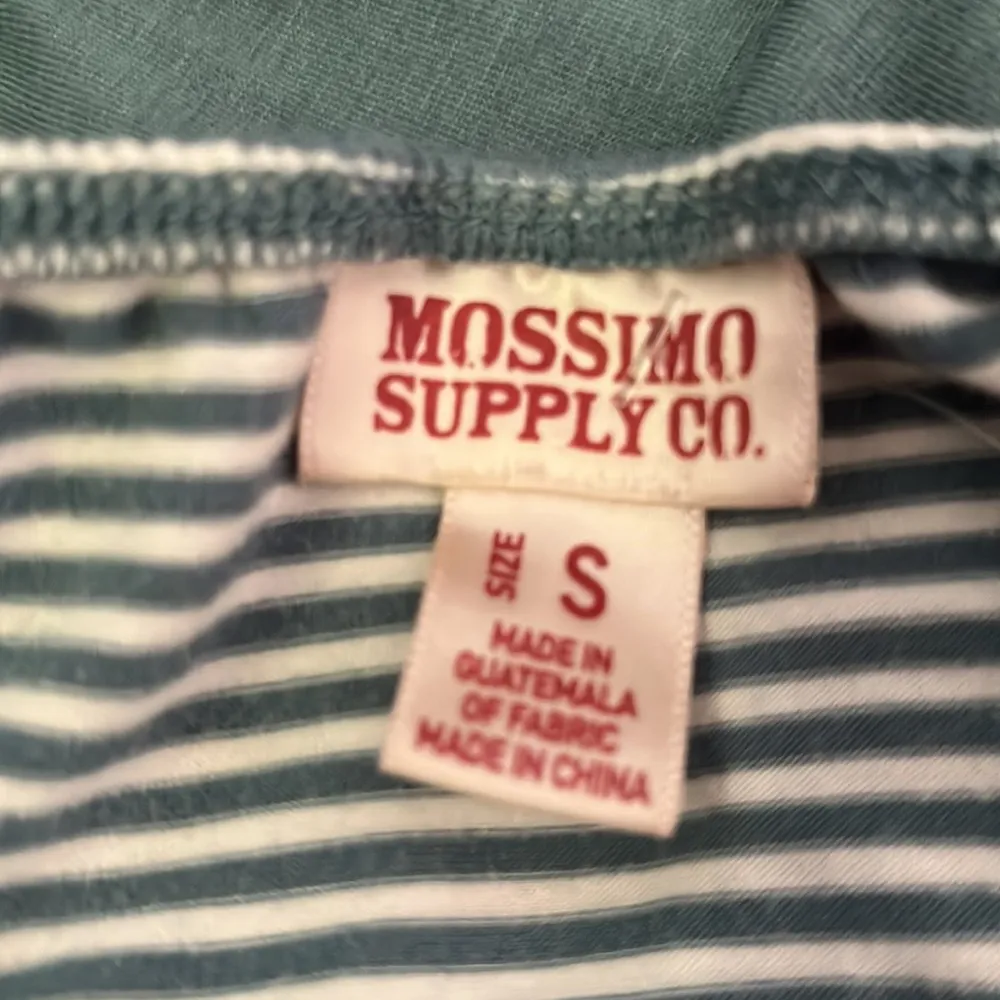 MOSSIMO
SUPPLY CO.
SIZE S
MADE IN
GUATEMALA
OF FABRIC
MADE IN CHINA